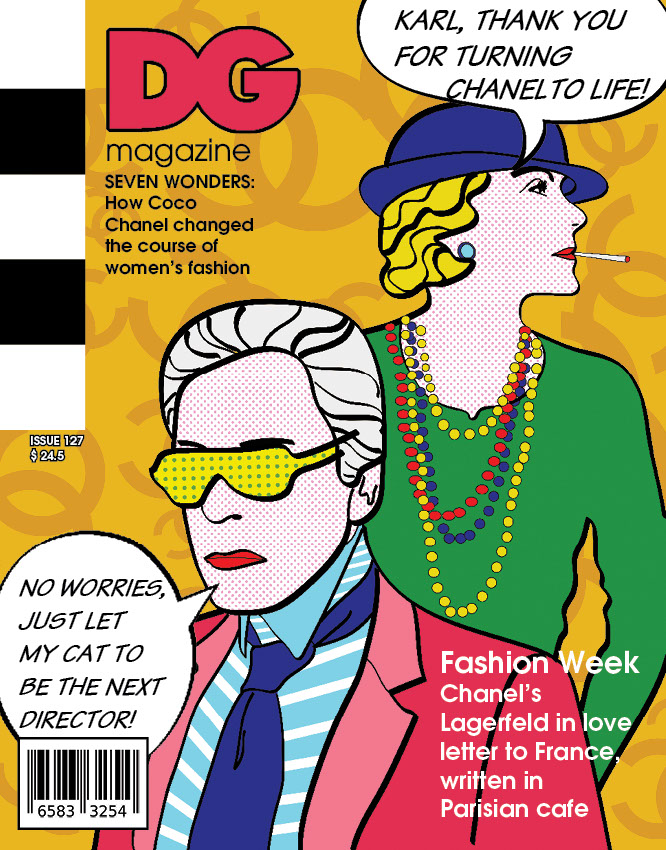 DG
magazine
SEVEN WONDERS:
How Coco
Chanel changed
the course of
women's fashion
KARL, THANK YOU
FOR TURNING
CHANELTO LIFE!
ISSUE 127
$ 24.5
NO WORRIES,
JUST LET
MY CAT TO
BE THE NEXT
DIRECTOR!
Fashion Week
Chanel's
Lagerfeld in love
letter to France,
written in
Parisian cafe
6583 3254